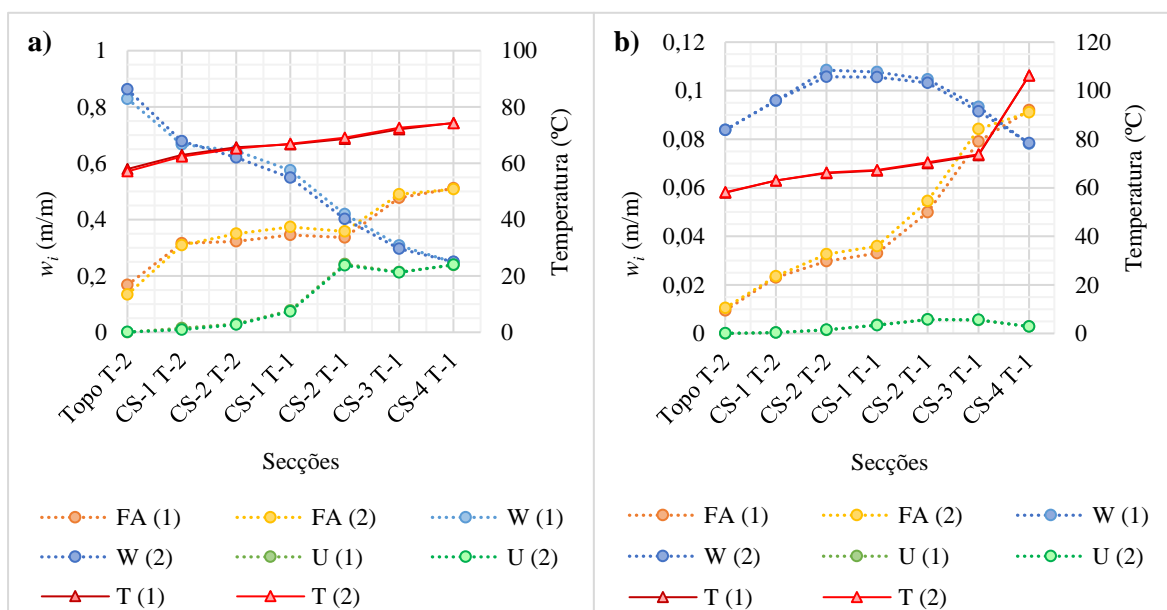 a)
1
0,8
0,6
0,4
0,2
0
w_i (m/m)
100
80
60
40
20
0
Temperatura (ºC)
Topo T-2
CS-1 T-2
CS-2 T-2
CS-1 T-1
CS-2 T-1
CS-3 T-1
CS-4 T-1
Secções
FA (1) FA (2) W (1)
W (2) U (1) U (2)
T (1) T (2)
b)
0,12
0,1
0,08
0,06
0,04
0,02
0
w_i (m/m)
120
100
80
60
40
20
0
Temperatura (ºC)
Topo T-2
CS-1 T-2
CS-2 T-2
CS-1 T-1
CS-2 T-1
CS-3 T-1
CS-4 T-1
Secções
FA (1) FA (2) W (1)
W (2) U (1) U (2)
T (1) T (2)